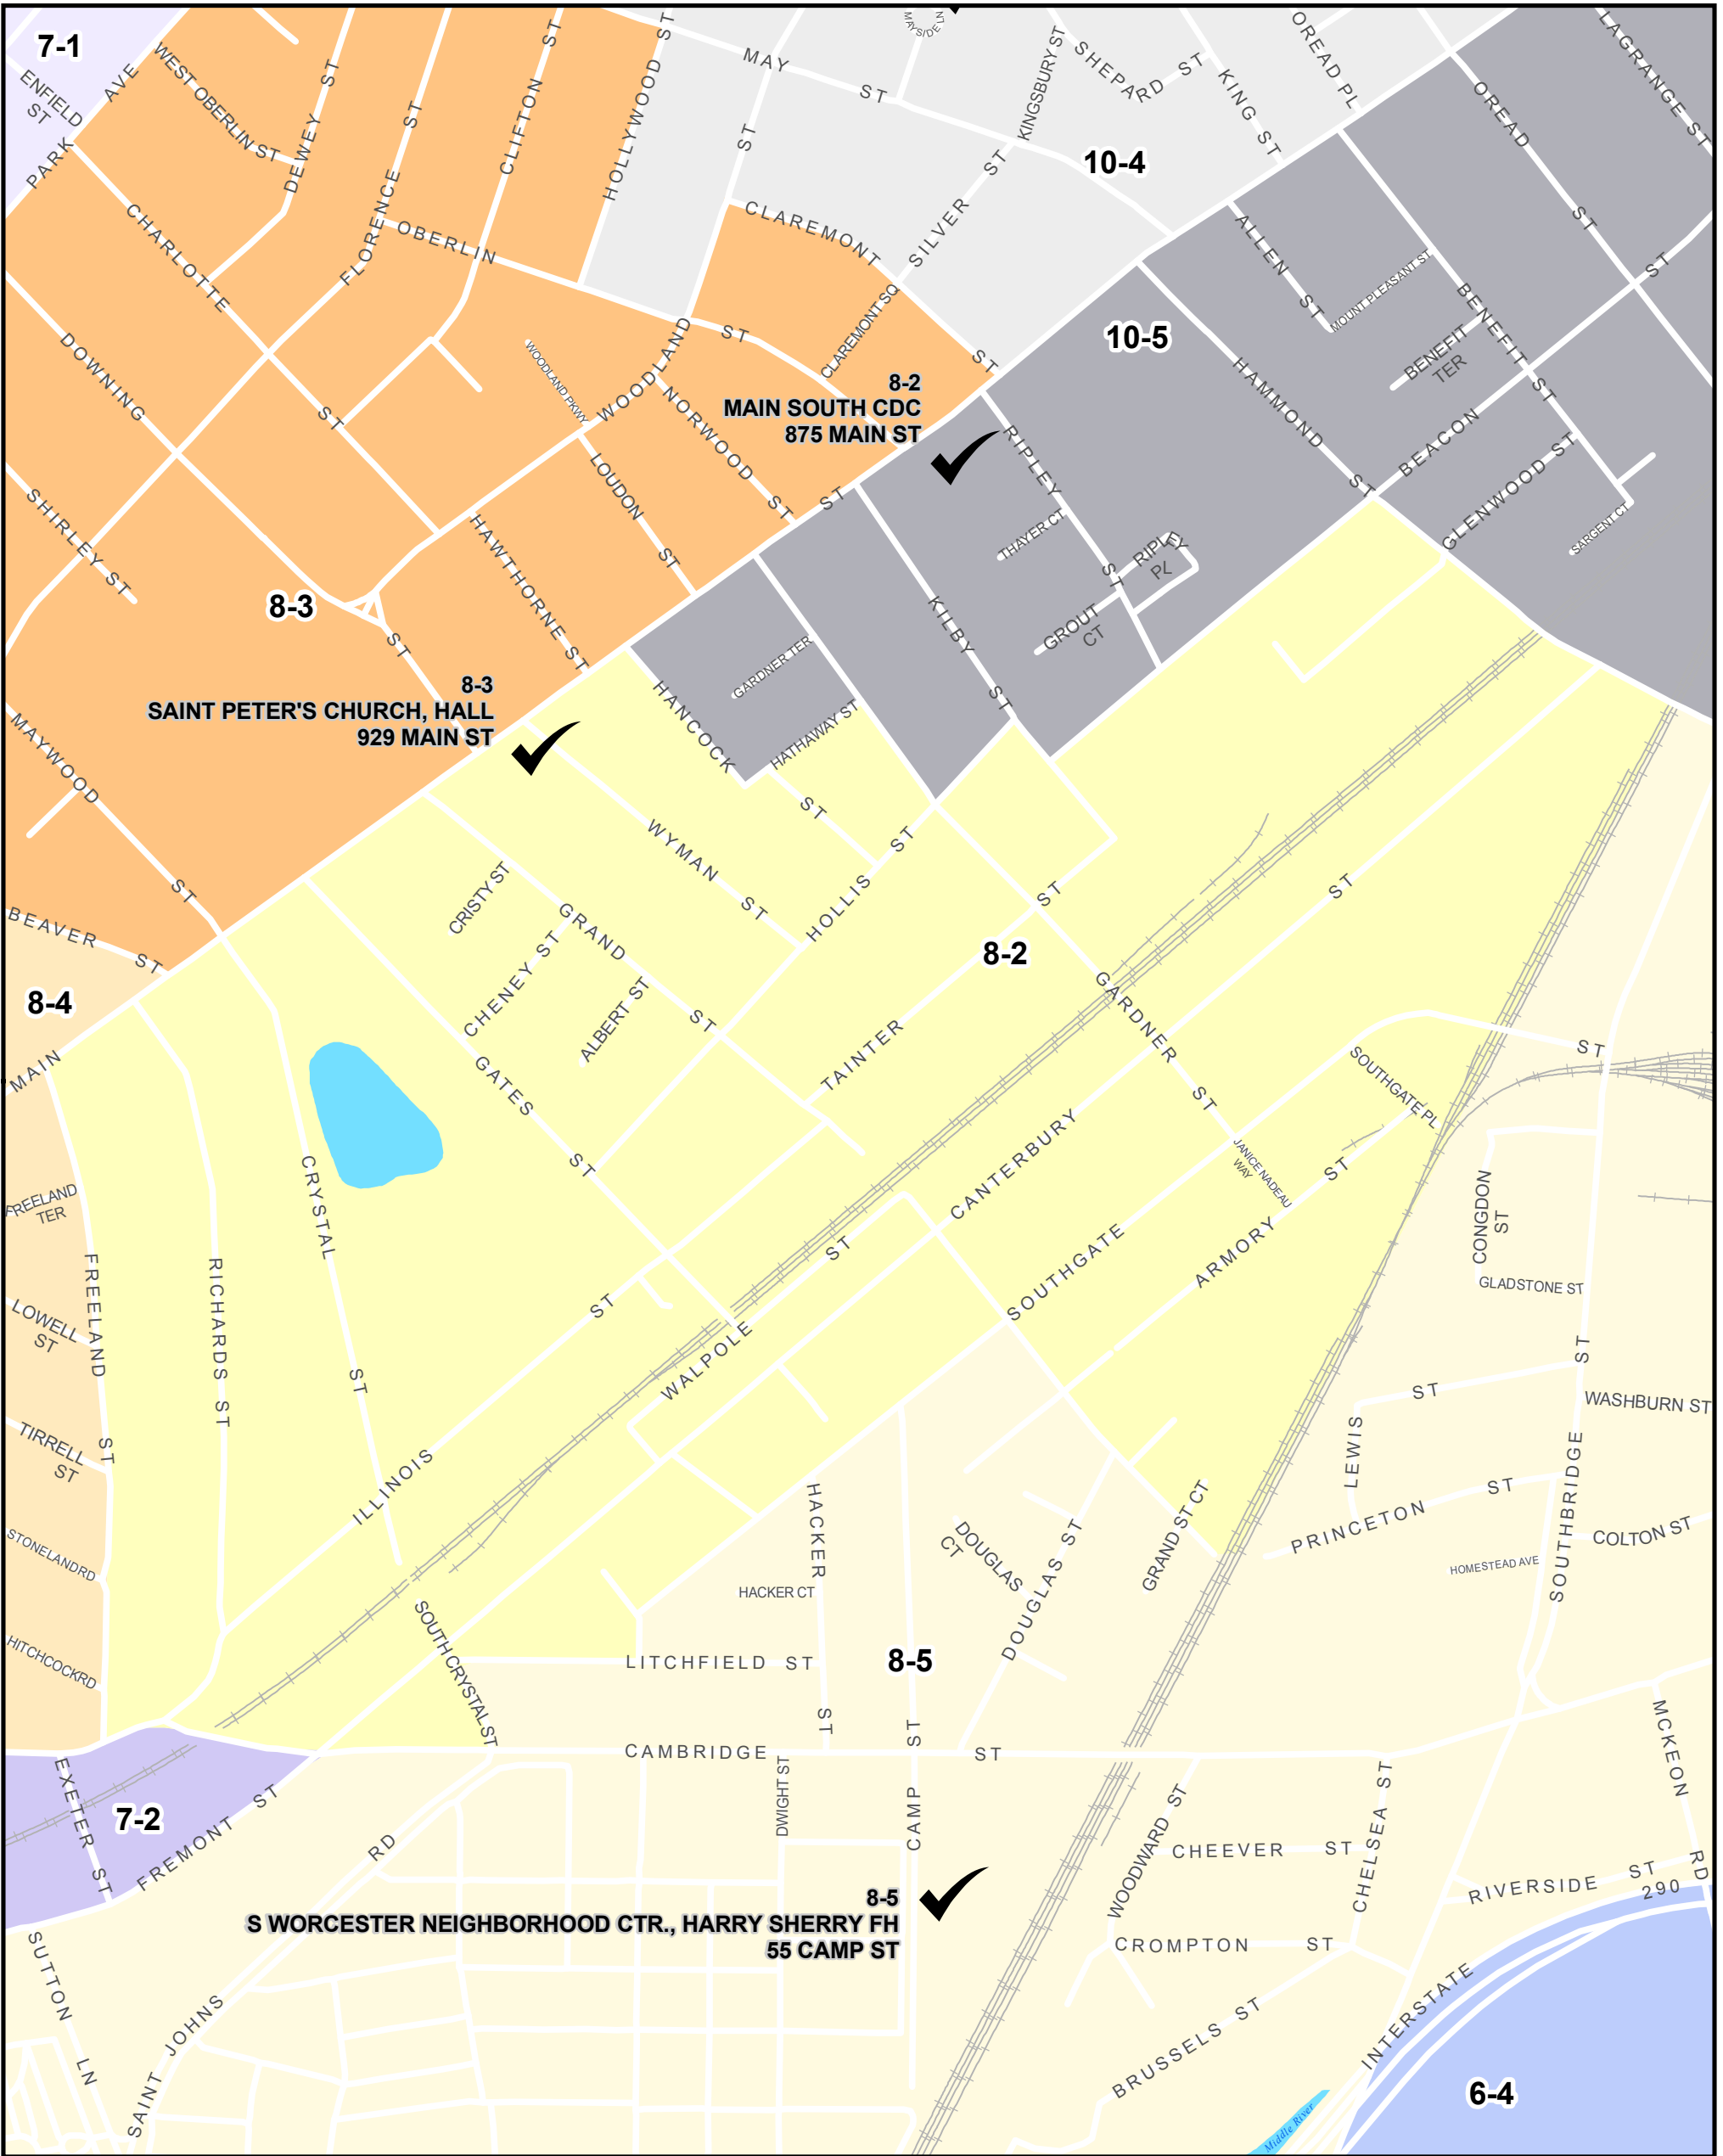 7-1
ENFIELD
ST
PARK AVE
WEST OBERLIN ST
DEWEY ST
FLORENCE ST
CLIFTON ST
HOLLYWOOD ST
MAY ST
MAYSIDE LN
KINGSBURY ST
SHEPARD ST
KING ST
OREAD PL
OREAD ST
LAGRANGE ST
10-4
CHARLOTTE ST
OBERLIN ST
ST
CLAREMONT ST
SILVER ST
CLAREMONT SQ
ALLEN ST
MOUNT PLEASANT ST
BENEFIT ST
BENEFIT
TER
10-5
HAMMOND ST
BEACON ST
GLENWOOD ST
SARGENT CT
DOWNING ST
WOODLAND PKWY
WOODLAND
NORWOOD ST
LOUDON ST
8-2
MAIN SOUTH CDC
875 MAIN ST
RIPLEY ST
THAYER CT
RIPLEY
PL
GROUT
CT
KILBY ST
SHIRLEY ST
HAWTHORNE ST
ST
8-3
GARDNER TER
HATHAWAY ST
HANCOCK ST
8-3
SAINT PETER'S CHURCH, HALL
929 MAIN ST
MAYWOOD ST
BEAVER ST
8-4
MAIN
WYMAN ST
HOLLIS ST
CRISTY ST
GRAND ST
CHENEY ST
ALBERT ST
GATES ST
TAINTER ST
8-2
GARDNER ST
CANTERBURY ST
SOUTHGATE ST
SOUTHGATE PL
JANICE NADEAU
WAY
ARMORY ST
FREELAND
TER
FREELAND ST
LOWELL
ST
TIRRELL
ST
STONELAND RD
HITCHCOCK RD
RICHARDS ST
CRYSTAL ST
ILLINOIS ST
WALPOLE ST
CONGDON
ST
GLADSTONE ST
WASHBURN ST
LEWIS ST
PRINCETON ST
COLTON ST
HOMESTEAD AVE
SOUTHBRIDGE ST
HACKER ST
HACKER CT
DOUGLAS
CT
DOUGLAS ST
GRAND ST CT
SOUTH CRYSTAL ST
LITCHFIELD ST
8-5
CAMBRIDGE ST
DWIGHT ST
CAMP ST
MCKEON RD
EXETER ST
7-2
FREMONT ST
SAINT JOHNS RD
WOODWARD ST
CHEEVER ST
CHELSEA ST
RIVERSIDE ST
INTERSTATE 290
8-5
S WORCESTER NEIGHBORHOOD CTR., HARRY SHERRY FH
55 CAMP ST
CROMPTON ST
BRUSSELS ST
SUTTON LN
6-4
Middle River